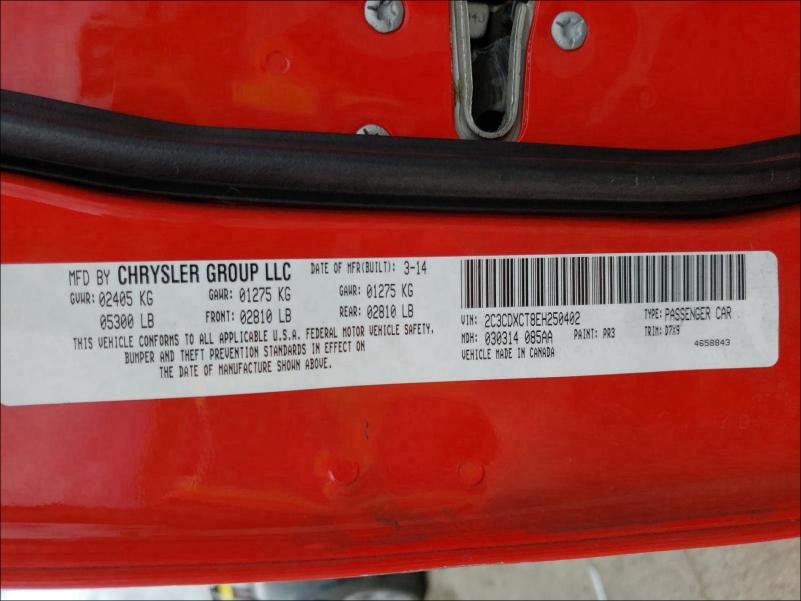 MFD BY CHRYSLER GROUP LLC DATE OF MFR(BUILT): 3-14
GVWR: 02405 KG GAWR: 01275 KG GAWR: 01275 KG
05300 LB FRONT: 02810 LB REAR: 02810 LB
THIS VEHICLE CONFORMS TO ALL APPLICABLE U.S.A. FEDERAL MOTOR VEHICLE SAFETY,
BUMPER AND THEFT PREVENTION STANDARDS IN EFFECT ON
THE DATE OF MANUFACTURE SHOWN ABOVE.
VIN: 2C3CDXCT8EH250402 TYPE: PASSENGER CAR
MDH: 030314 085AA PAINT: PR3 TRIM: D7X9
VEHICLE MADE IN CANADA 4658843